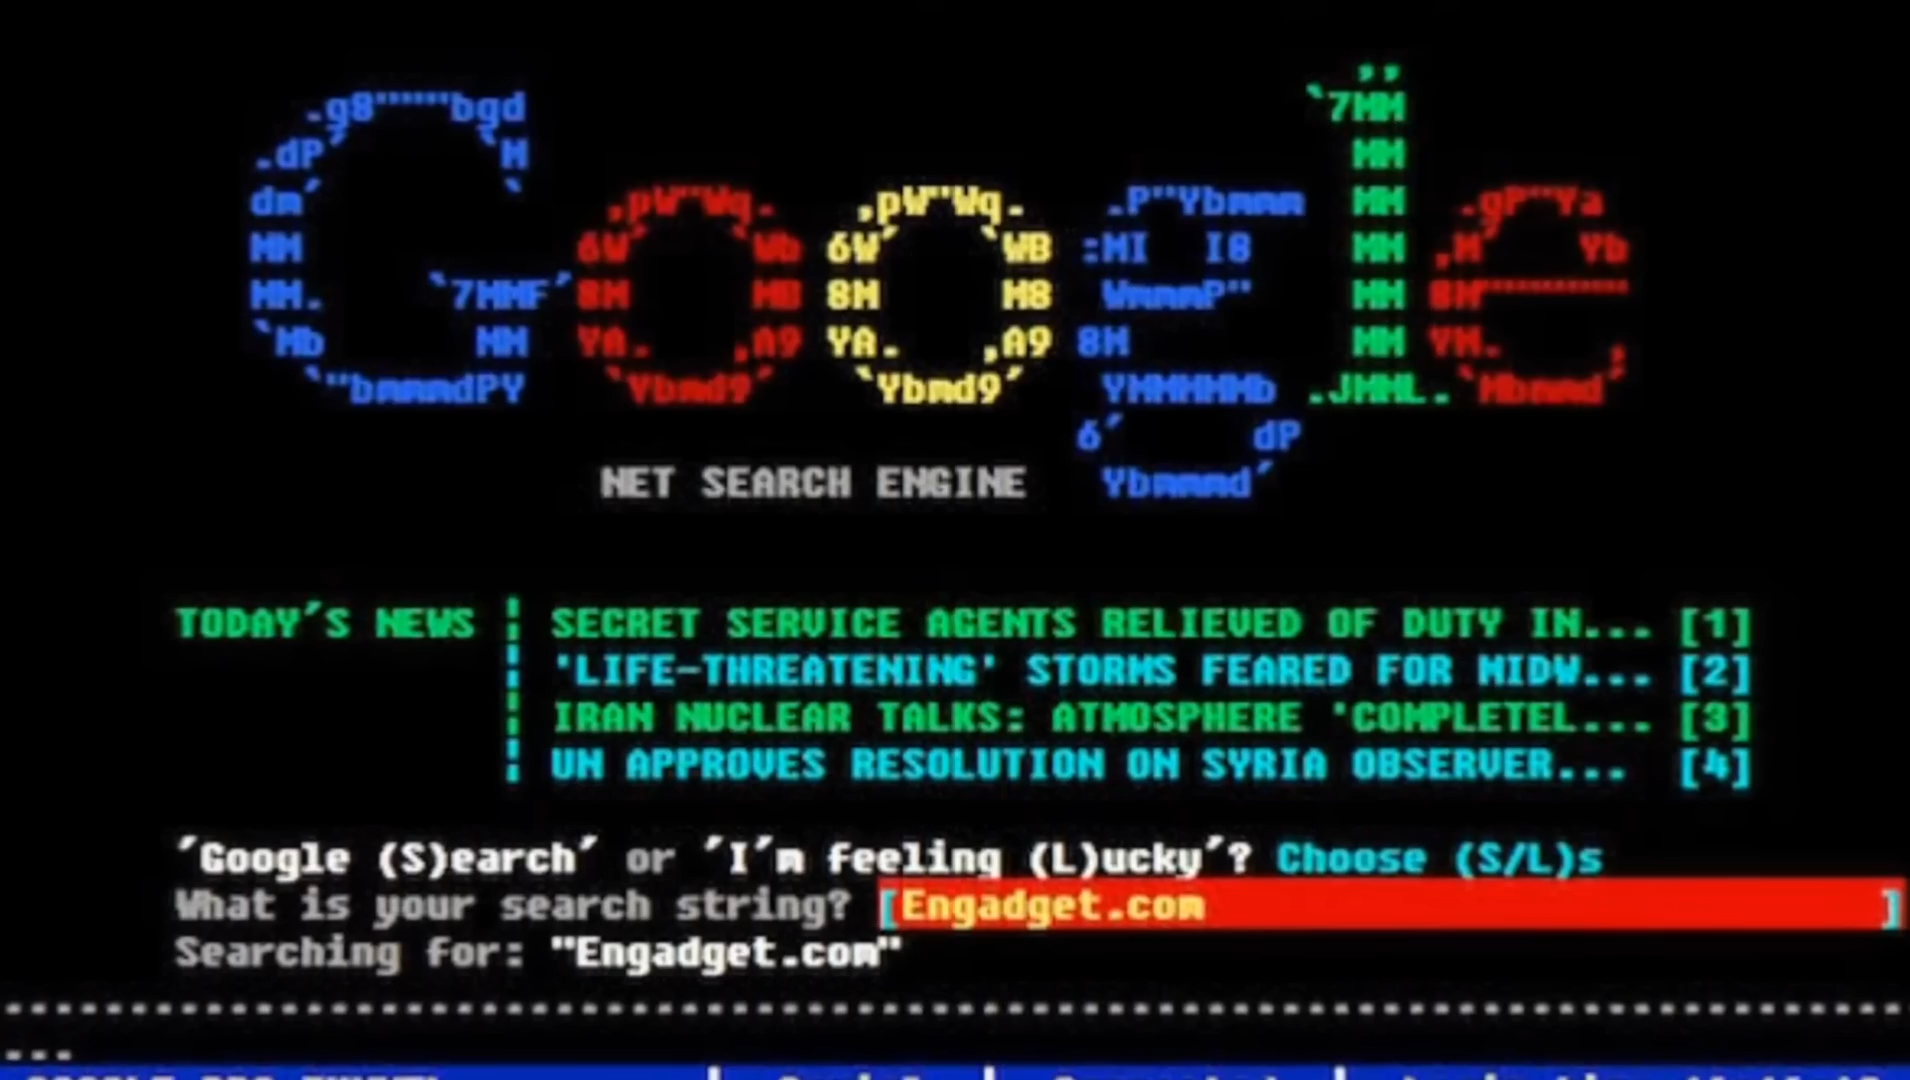 Google
NET SEARCH ENGINE
TODAY'S NEWS ¦ SECRET SERVICE AGENTS RELIEVED OF DUTY IN... [1]
¦ 'LIFE-THREATENING' STORMS FEARED FOR MIDW... [2]
¦ IRAN NUCLEAR TALKS: ATMOSPHERE 'COMPLETEL... [3]
¦ UN APPROVES RESOLUTION ON SYRIA OBSERVER... [4]
'Google (S)earch' or 'I'm feeling (L)ucky'? Choose (S/L)s
What is your search string? [Engadget.com ]
Searching for: "Engadget.com"